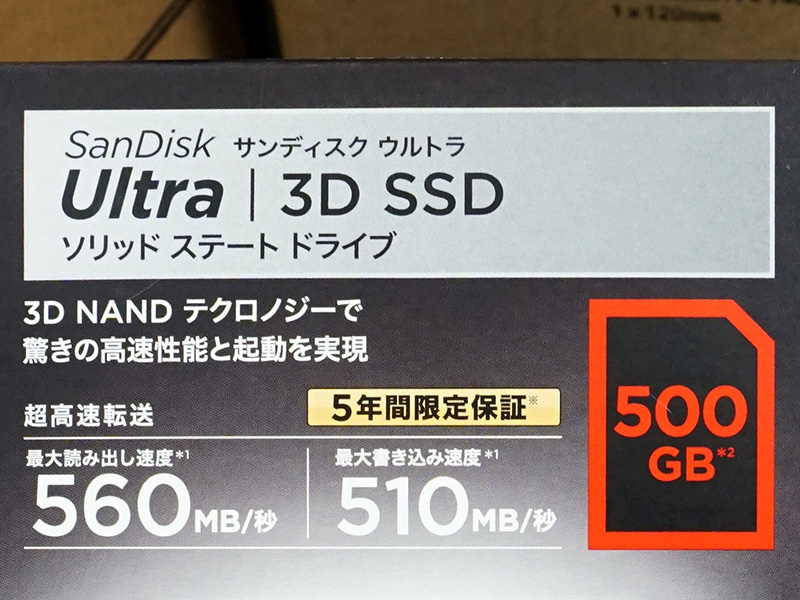 1×120mm
SanDisk サンディスク ウルトラ
Ultra | 3D SSD
ソリッド ステート ドライブ
3D NAND テクノロジーで
驚きの高速性能と起動を実現
超高速転送
5年間限定保証※
最大読み出し速度*1
560MB/秒
最大書き込み速度*1
510MB/秒
500
GB*2